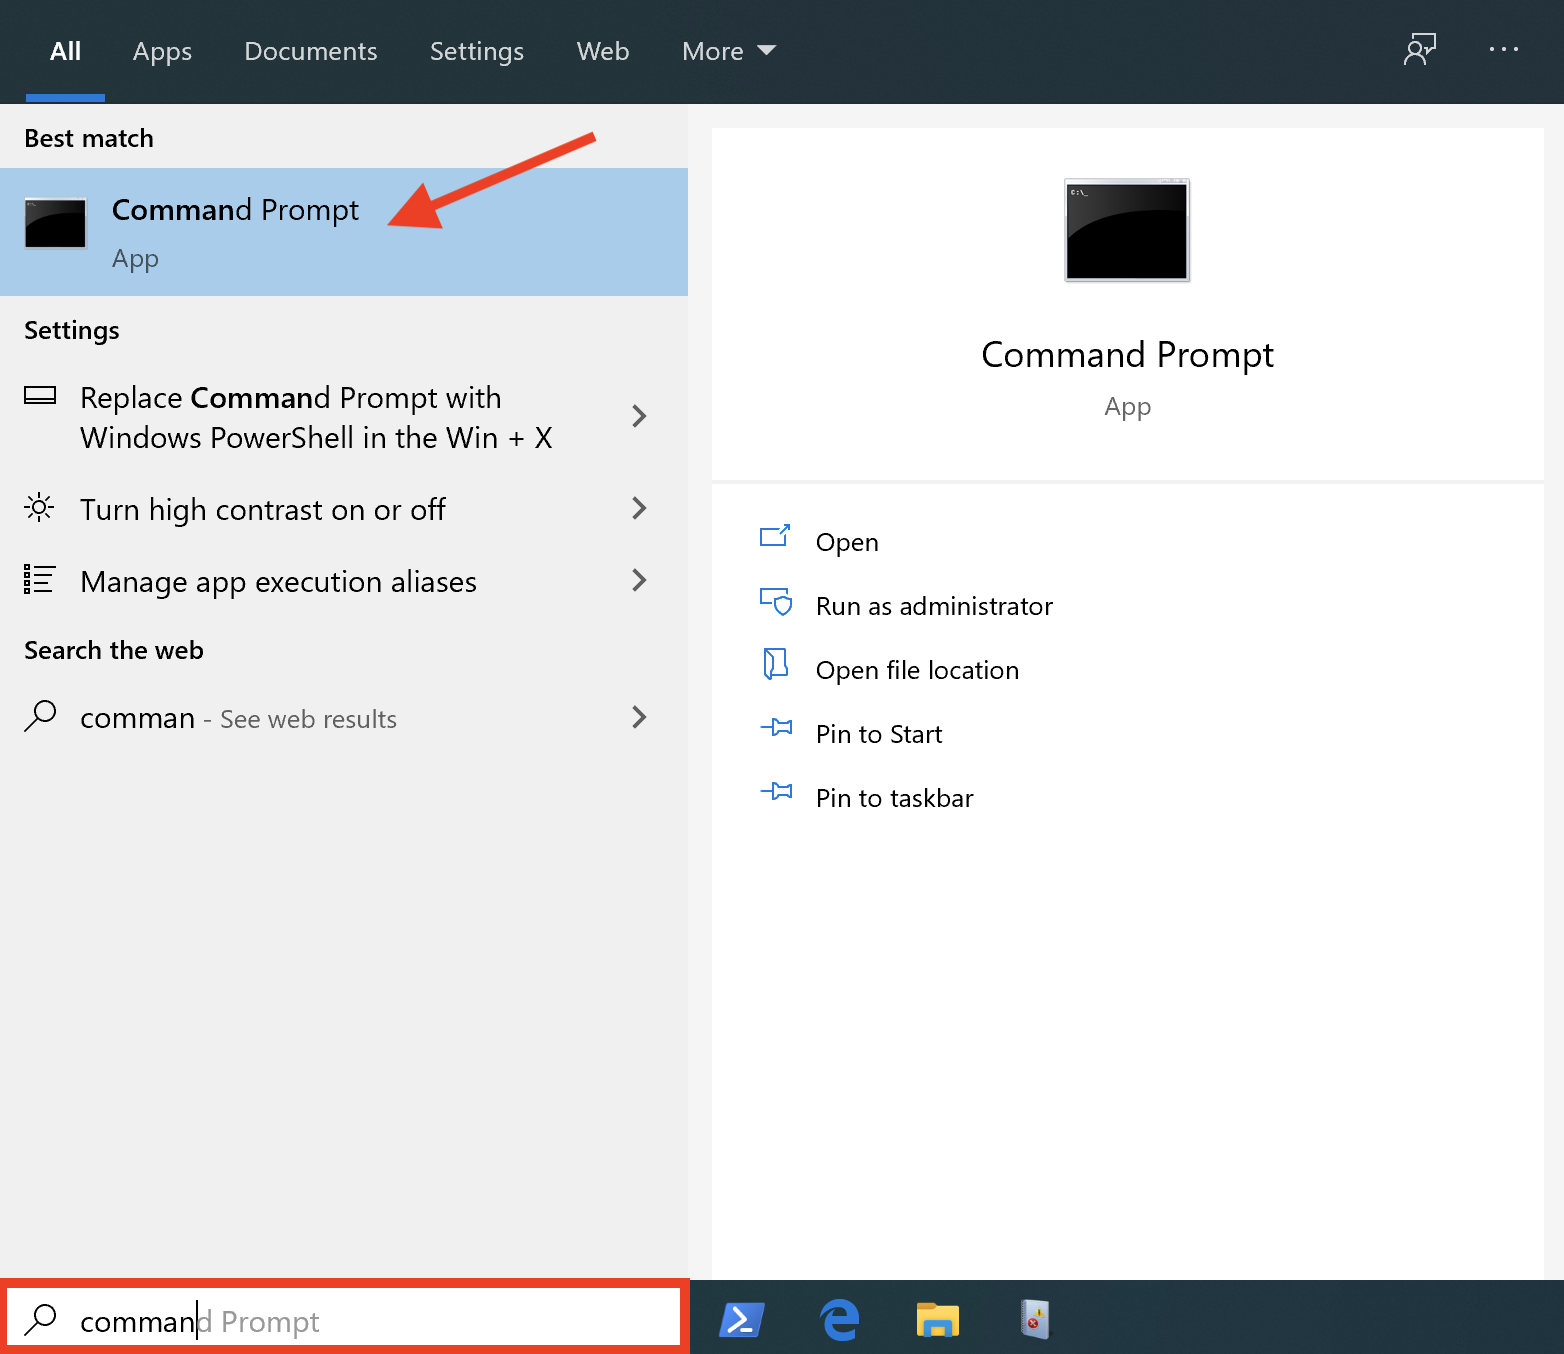 All Apps Documents Settings Web More
Best match
Command Prompt
App
Settings
Replace Command Prompt with
Windows PowerShell in the Win + X
Turn high contrast on or off
Manage app execution aliases
Search the web
comman - See web results
C:\_
Command Prompt
App
Open
Run as administrator
Open file location
Pin to Start
Pin to taskbar
command Prompt